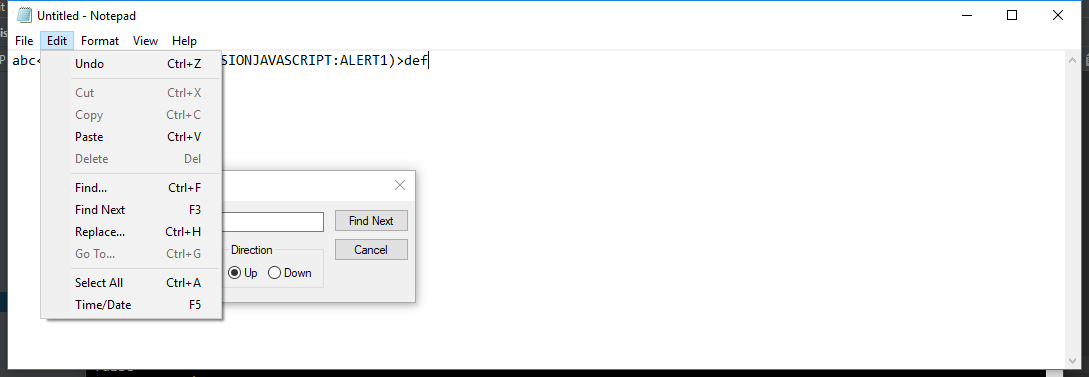 Untitled - Notepad
File Edit Format View Help
abc< SIONJAVASCRIPT:ALERT1)>def
Undo Ctrl+Z
Cut Ctrl+X
Copy Ctrl+C
Paste Ctrl+V
Delete Del
Find... Ctrl+F
Find Next F3
Replace... Ctrl+H
Go To... Ctrl+G
Select All Ctrl+A
Time/Date F5
Find Next
Cancel
Direction
Up Down